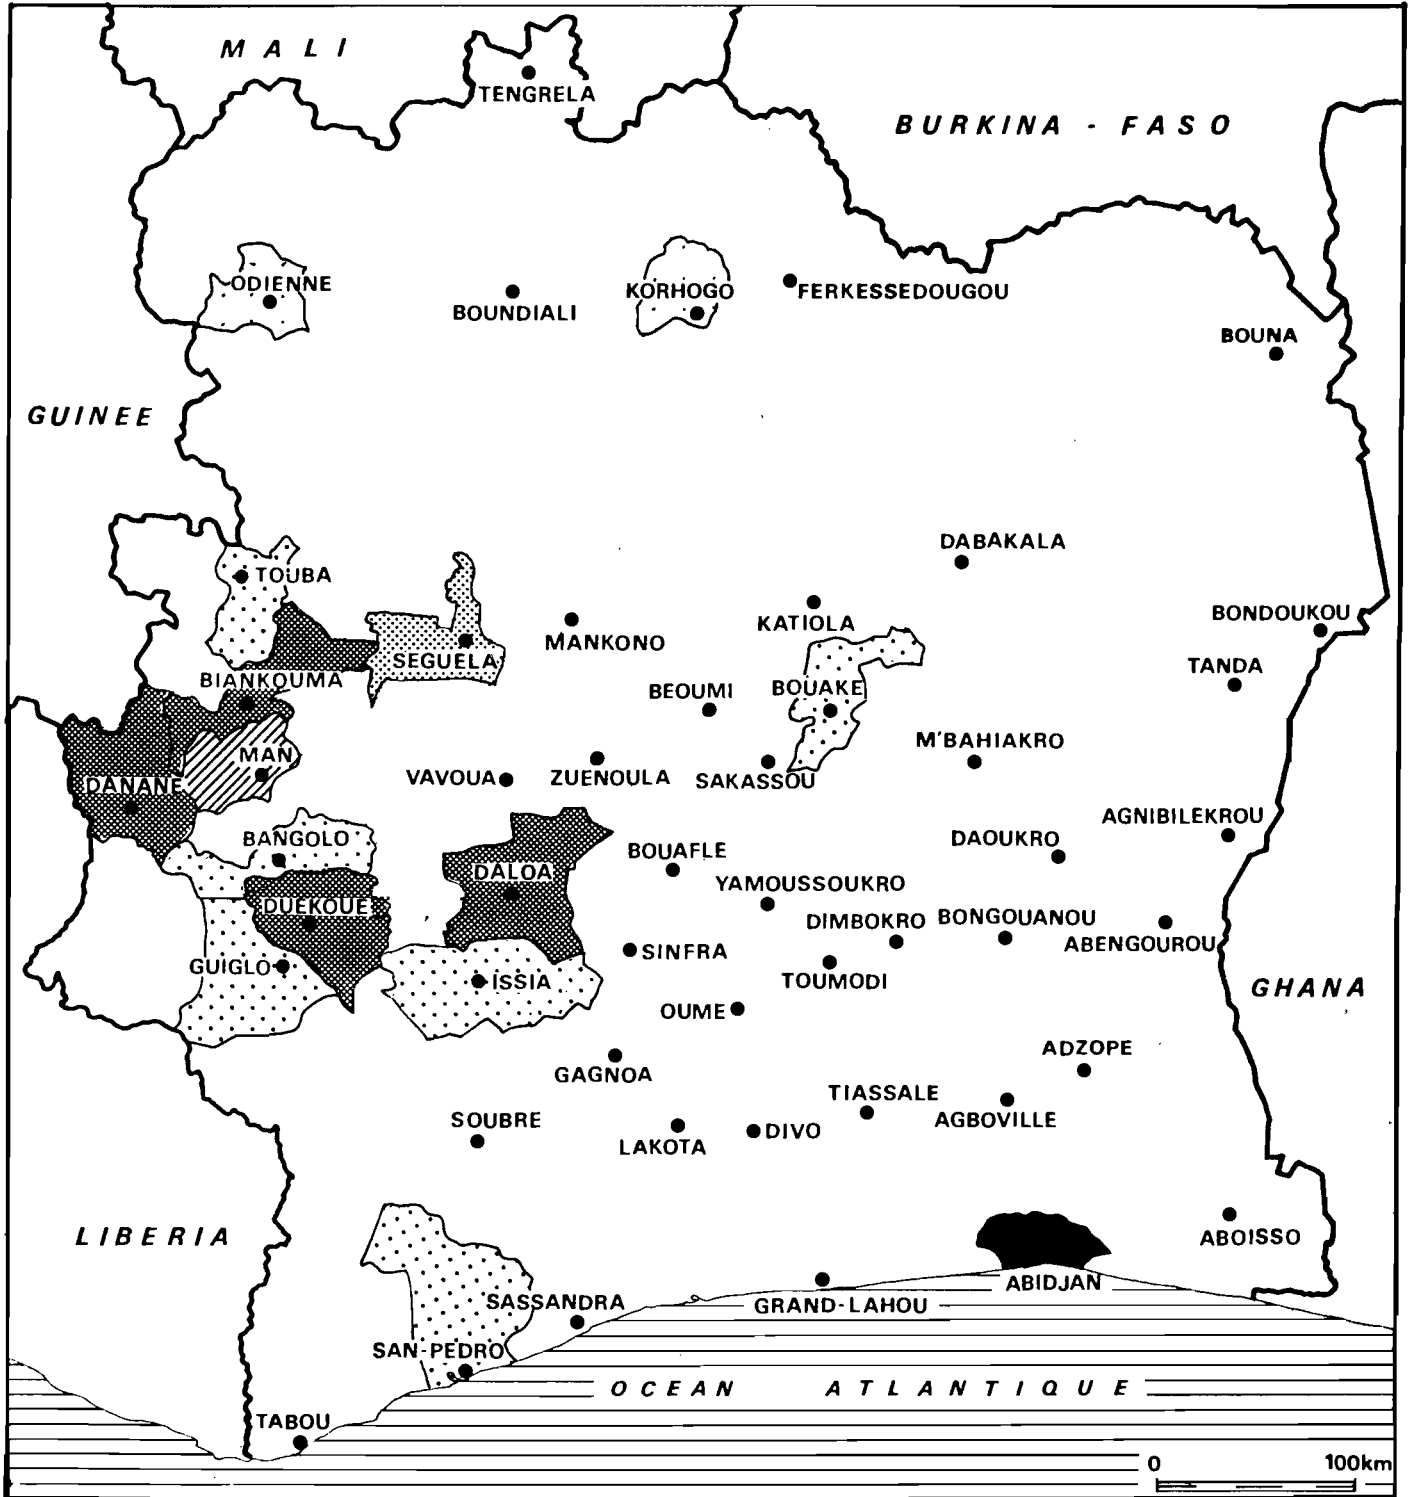 MALI
TENGRELA
BURKINA - FASO
ODIENNE
BOUNDIALI
KORHOGO
FERKESSEDOUGOU
BOUNA
GUINEE
DABAKALA
TOUBA
KATIOLA
BONDOUKOU
MANKONO
SEGUELA
TANDA
BIANKOUMA
BEOUMI
BOUAKE
M'BAHIAKRO
MAN
DANANE
VAVOUA
ZUENOULA
SAKASSOU
AGNIBILEKROU
BANGOLO
DAOUKRO
BOUAFLE
DALOA
YAMOUSSOUKRO
DUEKOUE
DIMBOKRO
BONGOUANOU
ABENGOUROU
GUIGLO
SINFRA
ISSIA
TOUMODI
GHANA
OUME
ADZOPE
GAGNOA
TIASSALE
SOUBRE
AGBOVILLE
LAKOTA
DIVO
LIBERIA
ABOISSO
ABIDJAN
SASSANDRA
GRAND-LAHOU
SAN-PEDRO
OCEAN ATLANTIQUE
TABOU
0 100km